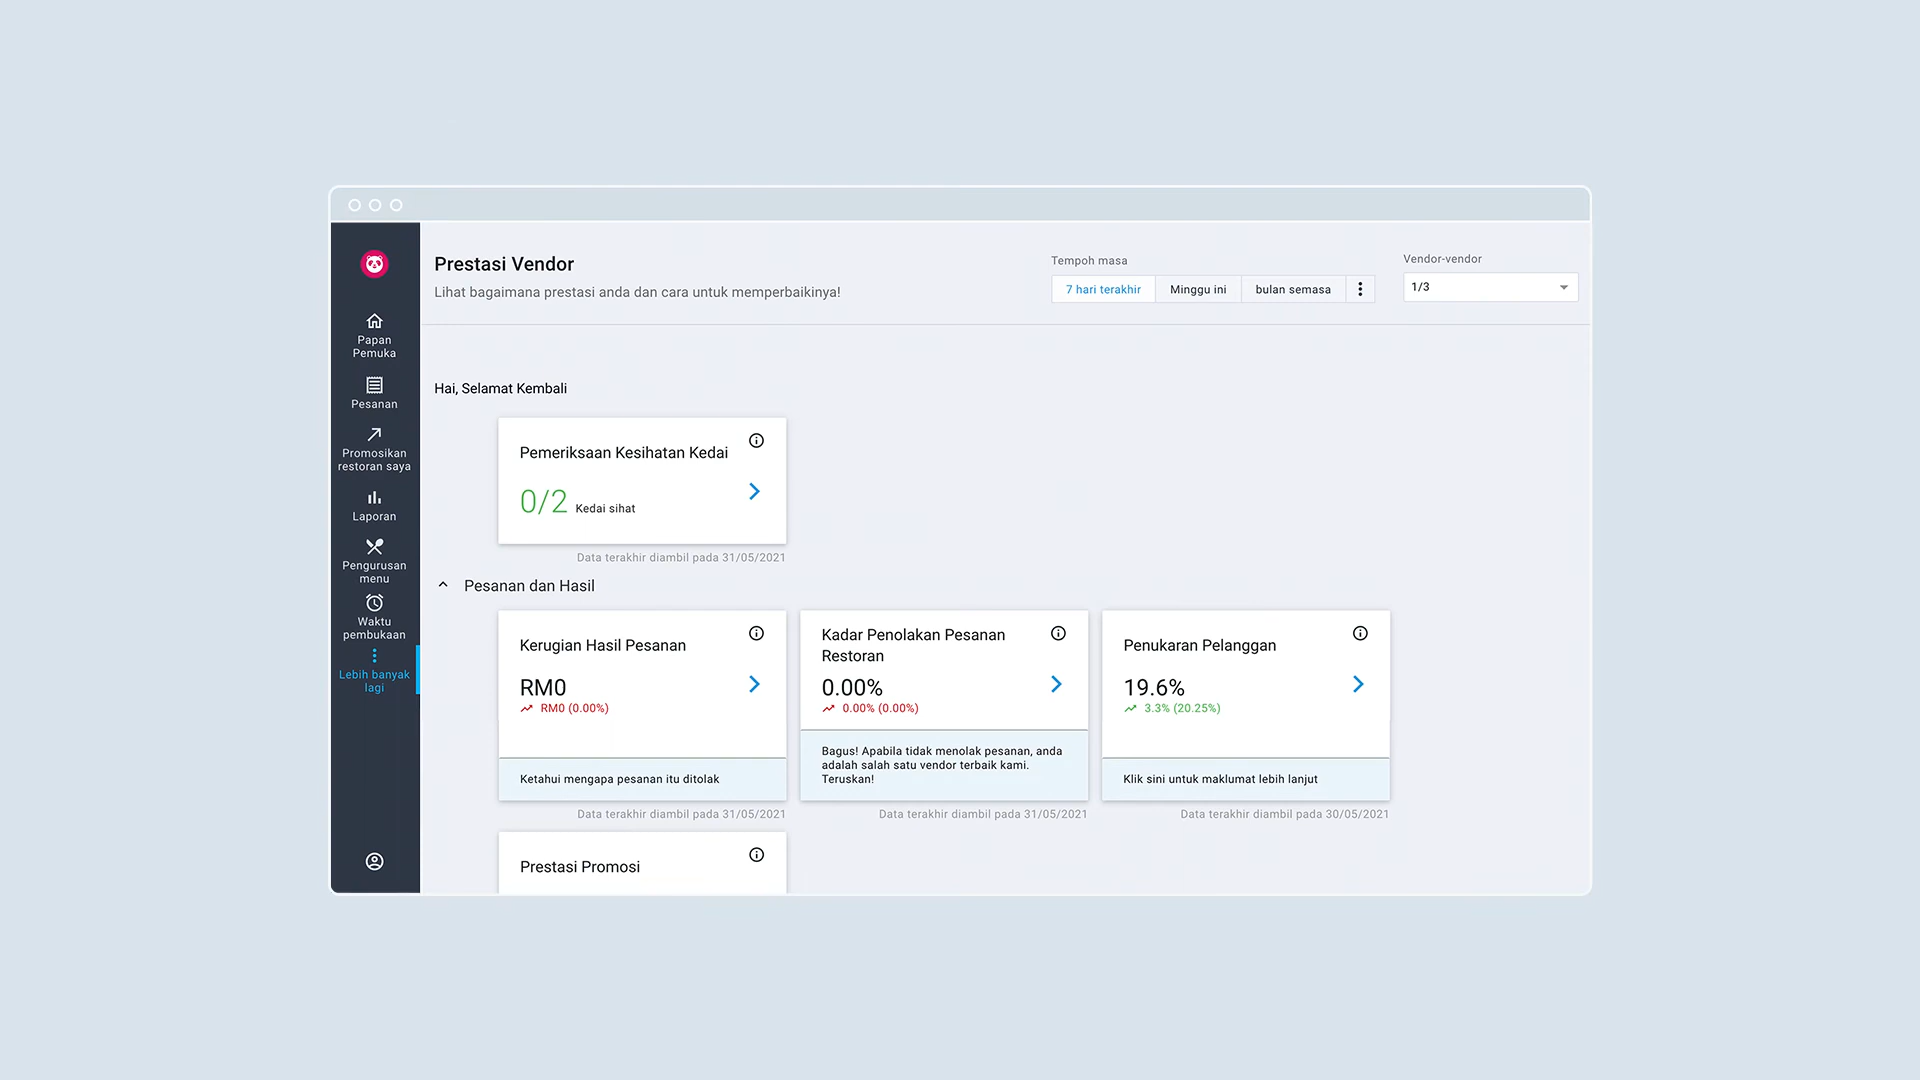 Prestasi Vendor
Lihat bagaimana prestasi anda dan cara untuk memperbaikinya!
Tempoh masa
7 hari terakhir
Minggu ini
bulan semasa
Vendor-vendor
1/3
Papan
Pemuka
Pesanan
Promosikan
restoran saya
Laporan
Pengurusan
menu
Waktu
pembukaan
Lebih banyak
lagi
Hai, Selamat Kembali
Pemeriksaan Kesihatan Kedai
0/2 Kedai sihat
Data terakhir diambil pada 31/05/2021
Pesanan dan Hasil
Kerugian Hasil Pesanan
RM0
RM0 (0.00%)
Ketahui mengapa pesanan itu ditolak
Data terakhir diambil pada 31/05/2021
Kadar Penolakan Pesanan
Restoran
0.00%
0.00% (0.00%)
Bagus! Apabila tidak menolak pesanan, anda
adalah salah satu vendor terbaik kami.
Teruskan!
Data terakhir diambil pada 31/05/2021
Penukaran Pelanggan
19.6%
3.3% (20.25%)
Klik sini untuk maklumat lebih lanjut
Data terakhir diambil pada 30/05/2021
Prestasi Promosi